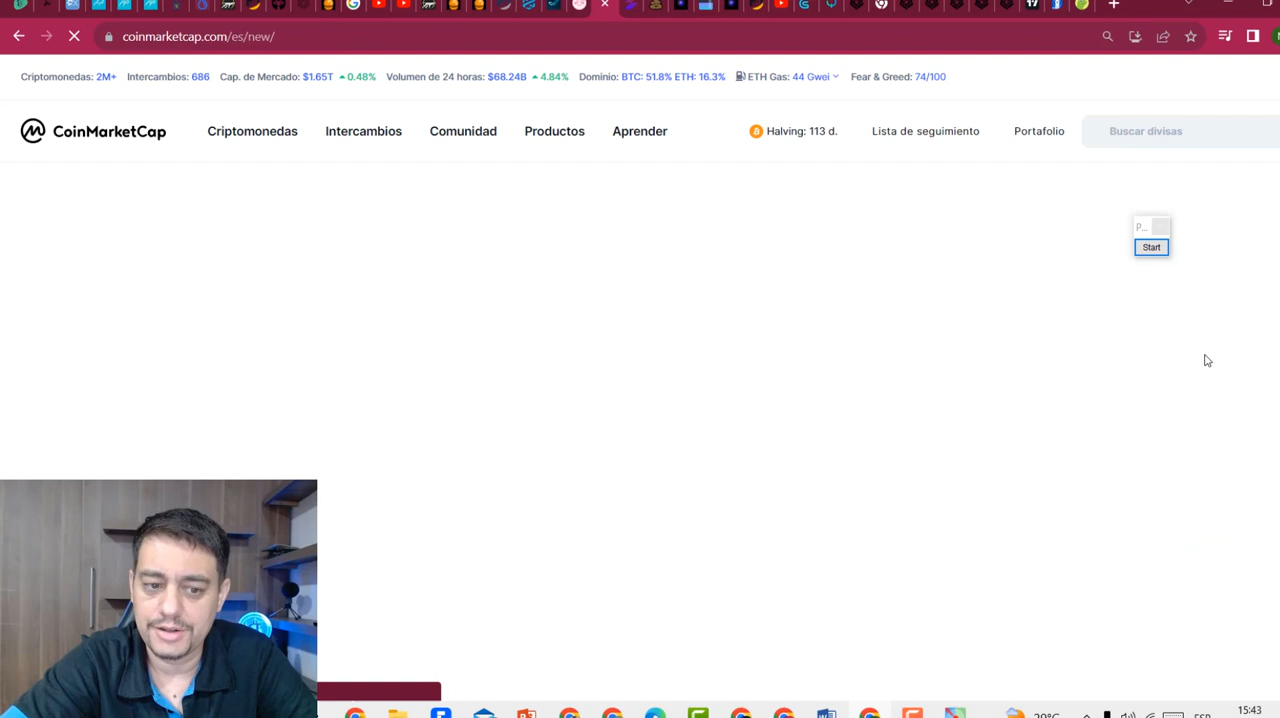 coinmarketcap.com/es/new/
Criptomonedas: 2M+ Intercambios: 686 Cap. de Mercado: $1.65T 0.48% Volumen de 24 horas: $68.24B 4.84% Dominio: BTC: 51.8% ETH: 16.3% ETH Gas: 44 Gwei Fear & Greed: 74/100
CoinMarketCap Criptomonedas Intercambios Comunidad Productos Aprender Halving: 113 d. Lista de seguimiento Portafolio Buscar divisas
P...
Start
15:43